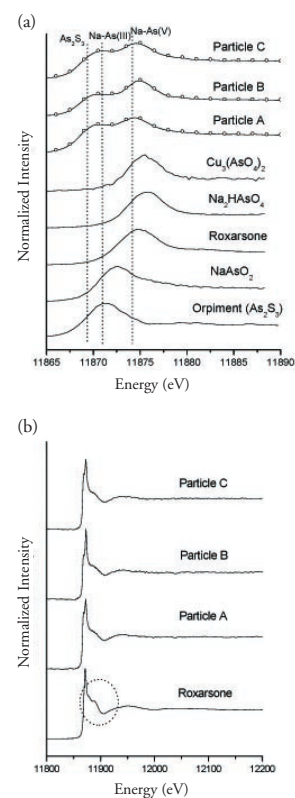 (a)
As₂S₃ Na-As(III) Na-As(V)
Particle C
Particle B
Particle A
Cu₃(AsO₄)₂
Na₂HAsO₄
Roxarsone
NaAsO₂
Orpiment (As₂S₃)
Normalized Intensity
11865 11870 11875 11880 11885 11890
Energy (eV)
(b)
Particle C
Particle B
Particle A
Roxarsone
Normalized Intensity
11800 11900 12000 12100 12200
Energy (eV)